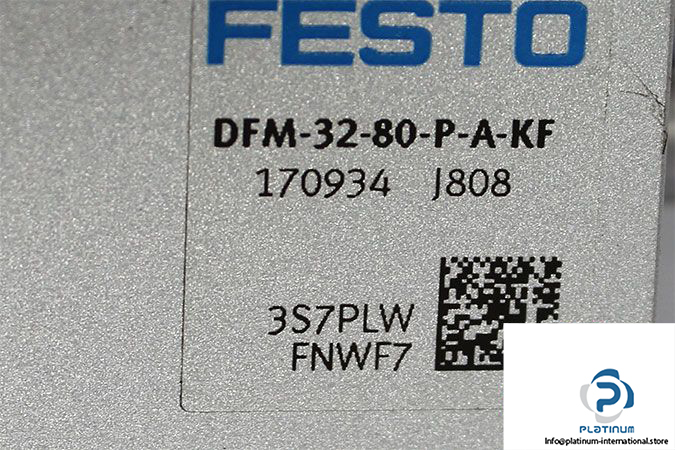 FESTO
DFM-32-80-P-A-KF
170934 J808
3S7PLW
FNWF7
PLATINUM
Info@platinum-international.store